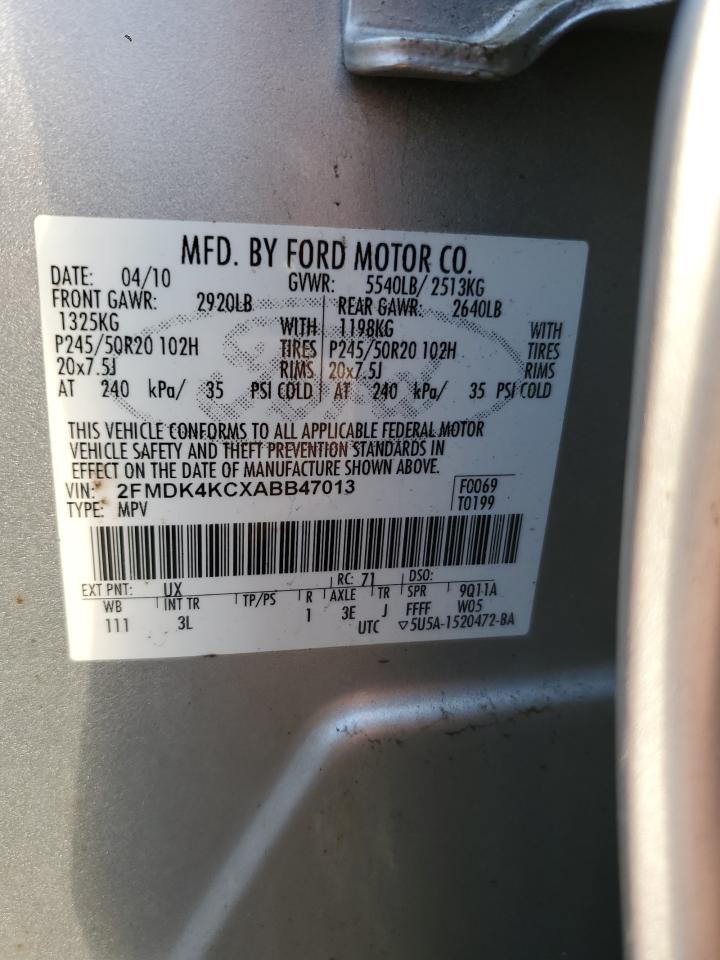 MFD. BY FORD MOTOR CO.
DATE: 04/10 GVWR: 5540LB/ 2513KG
FRONT GAWR: 2920LB REAR GAWR: 2640LB
1325KG WITH 1198KG WITH
P245/50R20 102H TIRES P245/50R20 102H TIRES
20x7.5J RIMS 20x7.5J RIMS
AT 240 kPa/ 35 PSI COLD AT 240 kPa/ 35 PSI COLD
THIS VEHICLE CONFORMS TO ALL APPLICABLE FEDERAL MOTOR
VEHICLE SAFETY AND THEFT PREVENTION STANDARDS IN
EFFECT ON THE DATE OF MANUFACTURE SHOWN ABOVE.
VIN: 2FMDK4KCXABB47013 F0069
TYPE: MPV T0199
EXT PNT: UX RC: 71 DSO:
WB INT TR TP/PS R AXLE TR SPR 9Q11A
111 3L 1 3E J FFFF W05
UTC ▽5U5A-1520472-BA